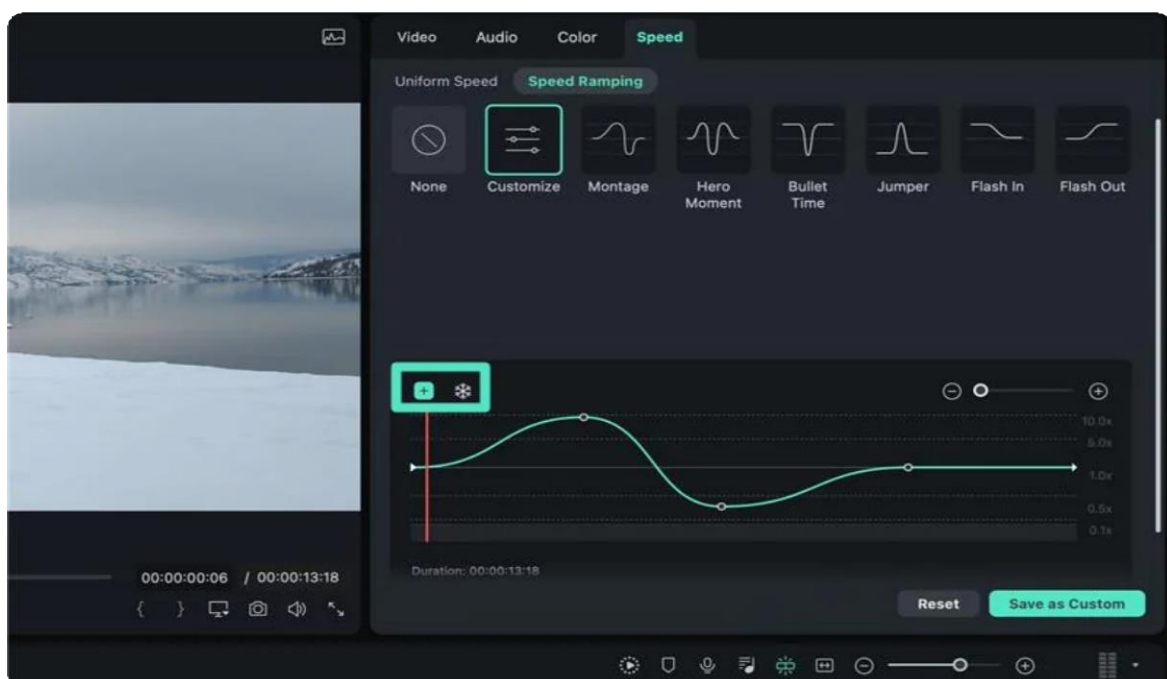 Video Audio Color Speed
Uniform Speed Speed Ramping
None Customize Montage Hero Moment Bullet Time Jumper Flash In Flash Out
10.0x
5.0x
1.0x
0.5x
0.1x
Duration: 00:00:13:18
00:00:00:06 / 00:00:13:18
Reset Save as Custom